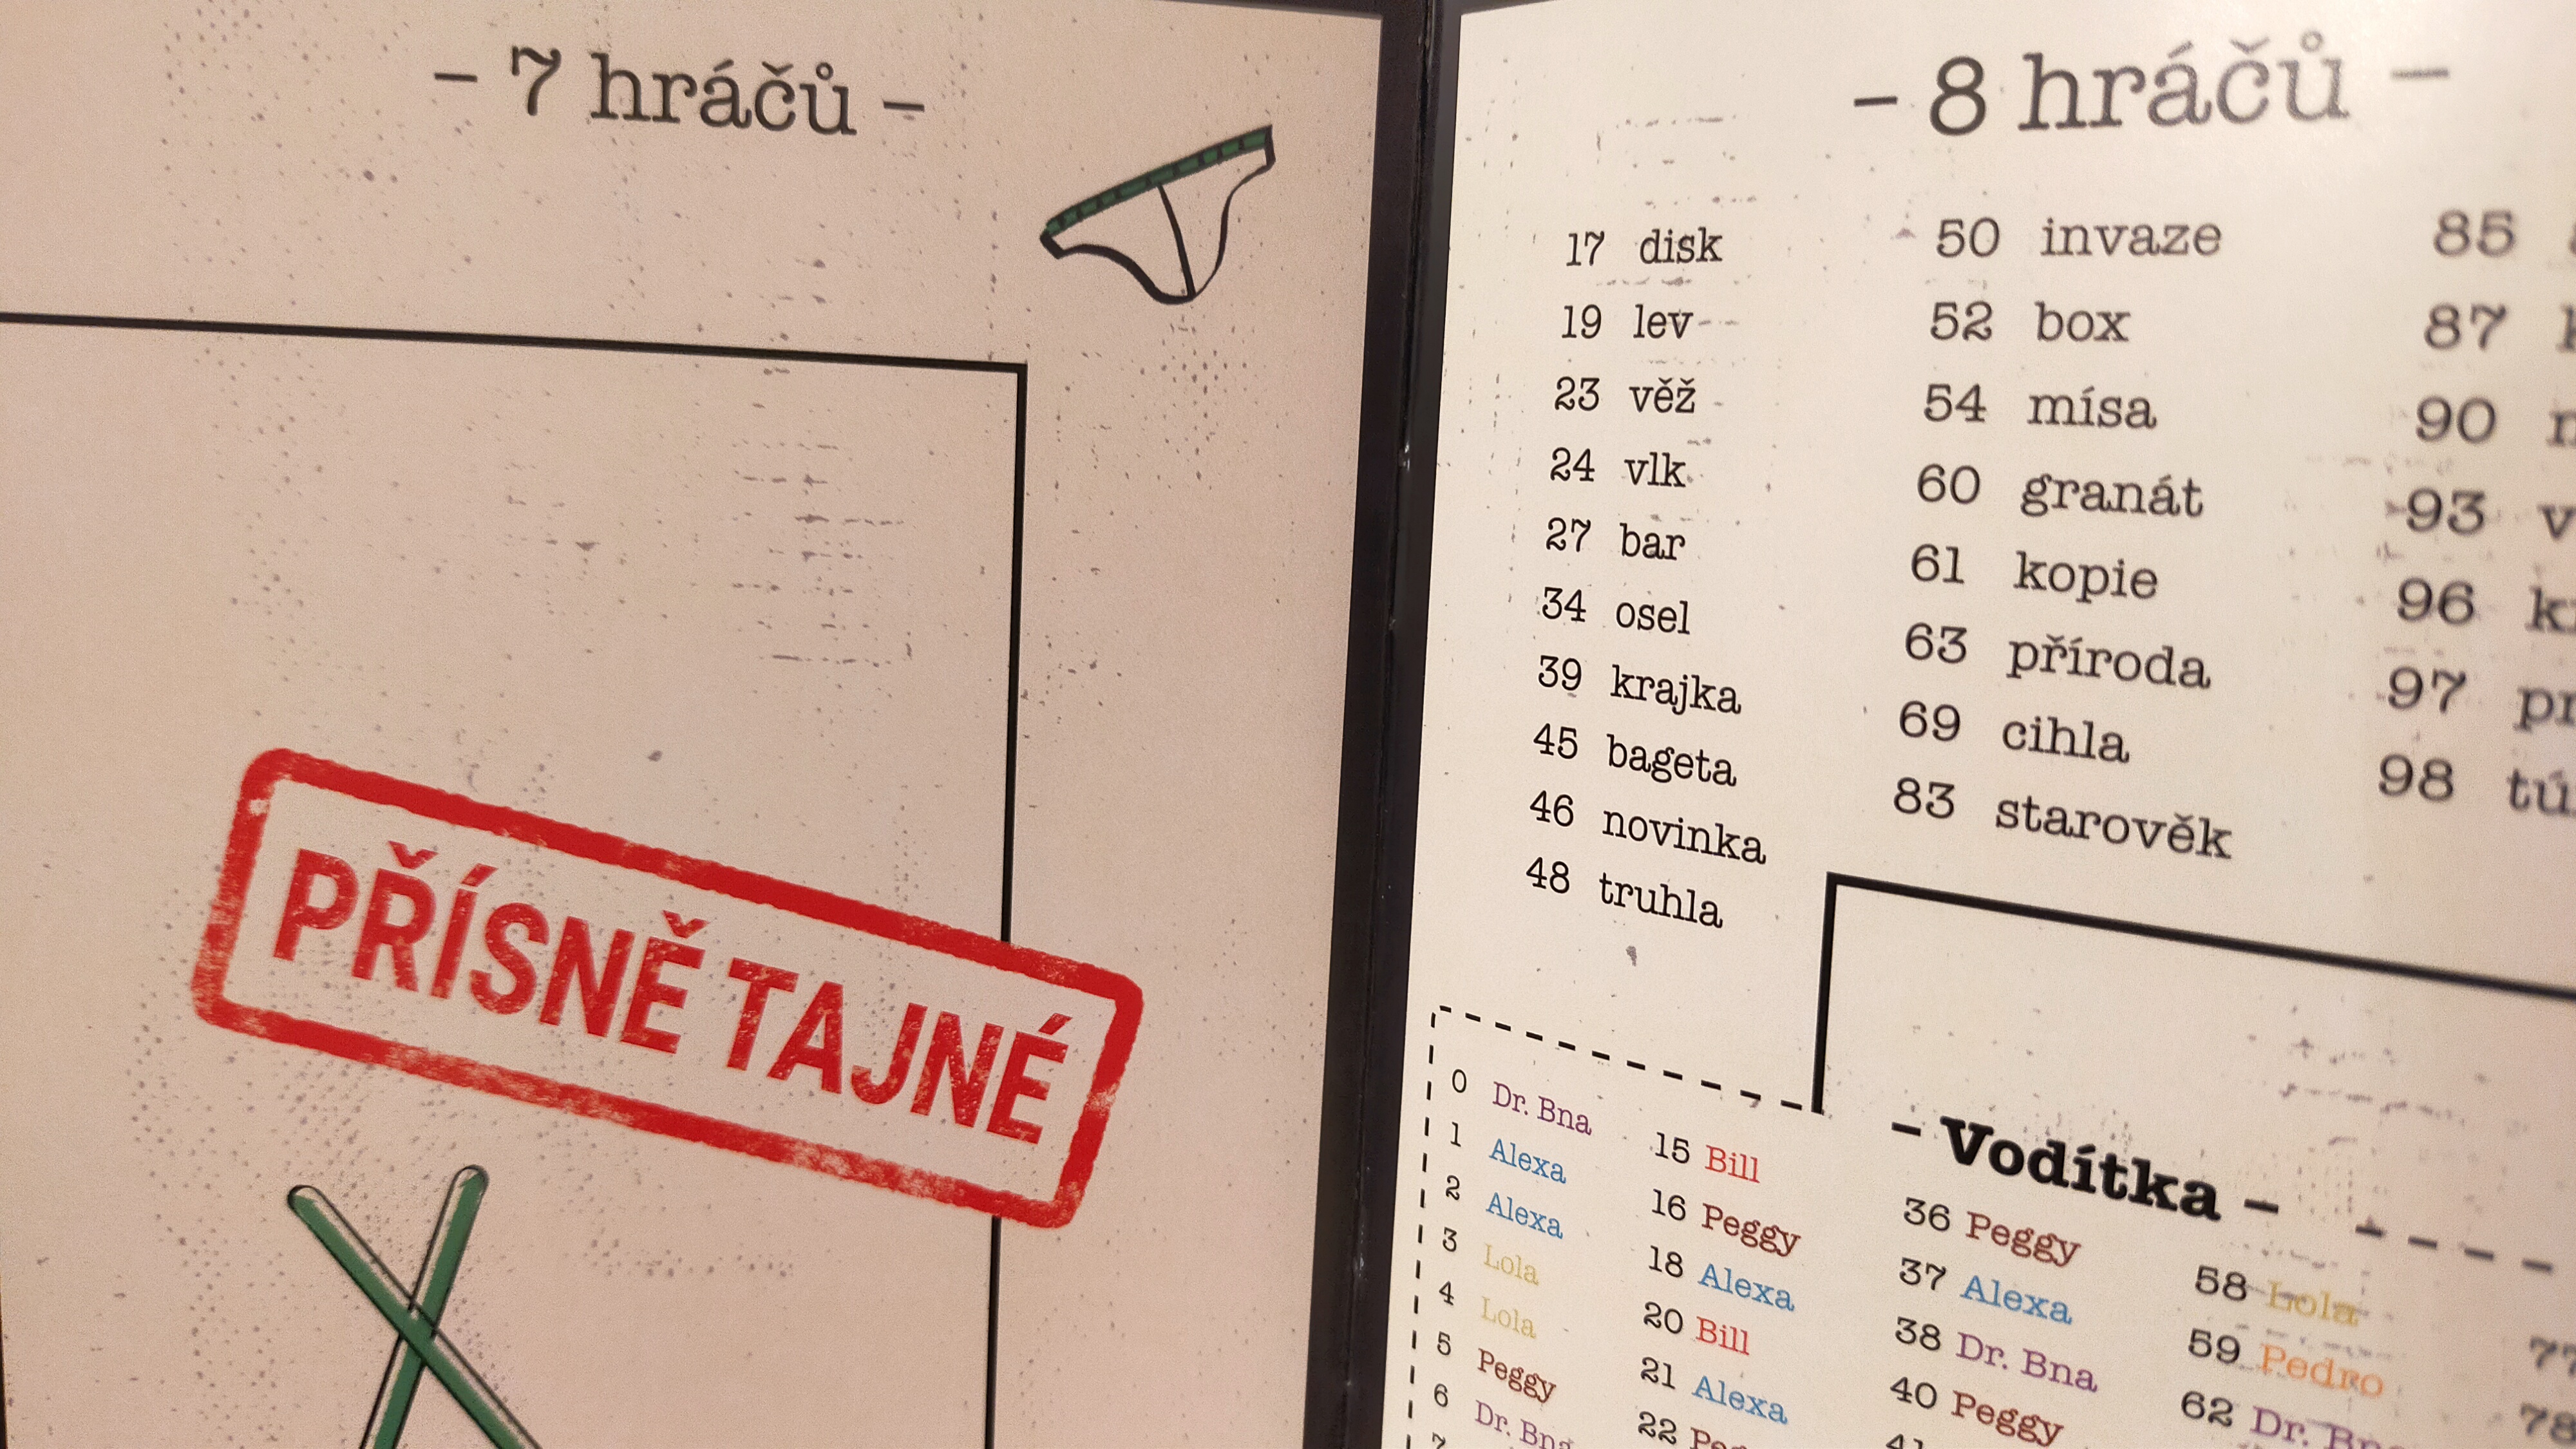 – 7 hráčů –
PŘÍSNĚ TAJNÉ
– 8 hráčů –
17 disk
19 lev
23 věž
24 vlk
27 bar
34 osel
39 krajka
45 bageta
46 novinka
48 truhla
50 invaze
52 box
54 mísa
60 granát
61 kopie
63 příroda
69 cihla
83 starověk
85
87
90
93
96
97
98
– Vodítka –
0 Dr. Bna
1 Alexa
2 Alexa
3 Lola
4 Lola
5 Peggy
6 Dr. Bna
15 Bill
16 Peggy
18 Alexa
20 Bill
21 Alexa
22
36 Peggy
37 Alexa
38 Dr. Bna
40 Peggy
58 Lola
59 Pedro
62 Dr.